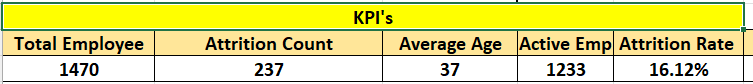 KPI's
Total Employee Attrition Count Average Age Active Emp Attrition Rate
1470 237 37 1233 16.12%